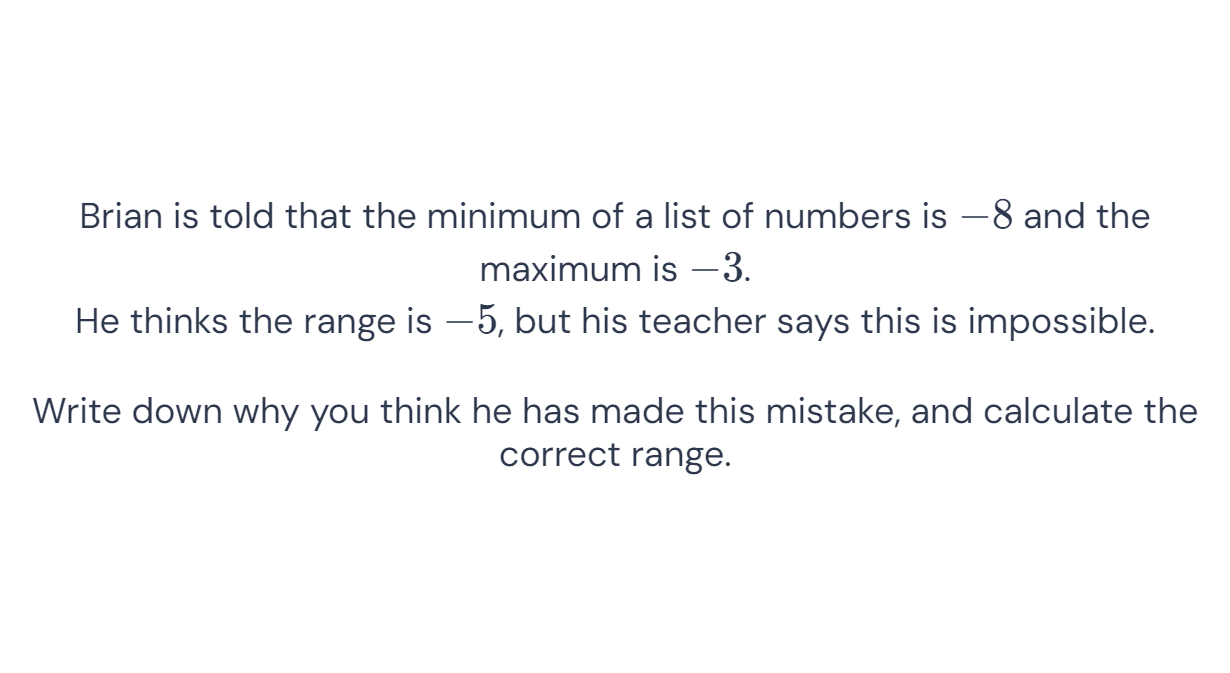 Brian is told that the minimum of a list of numbers is −8 and the
maximum is −3.
He thinks the range is −5, but his teacher says this is impossible.
Write down why you think he has made this mistake, and calculate the
correct range.